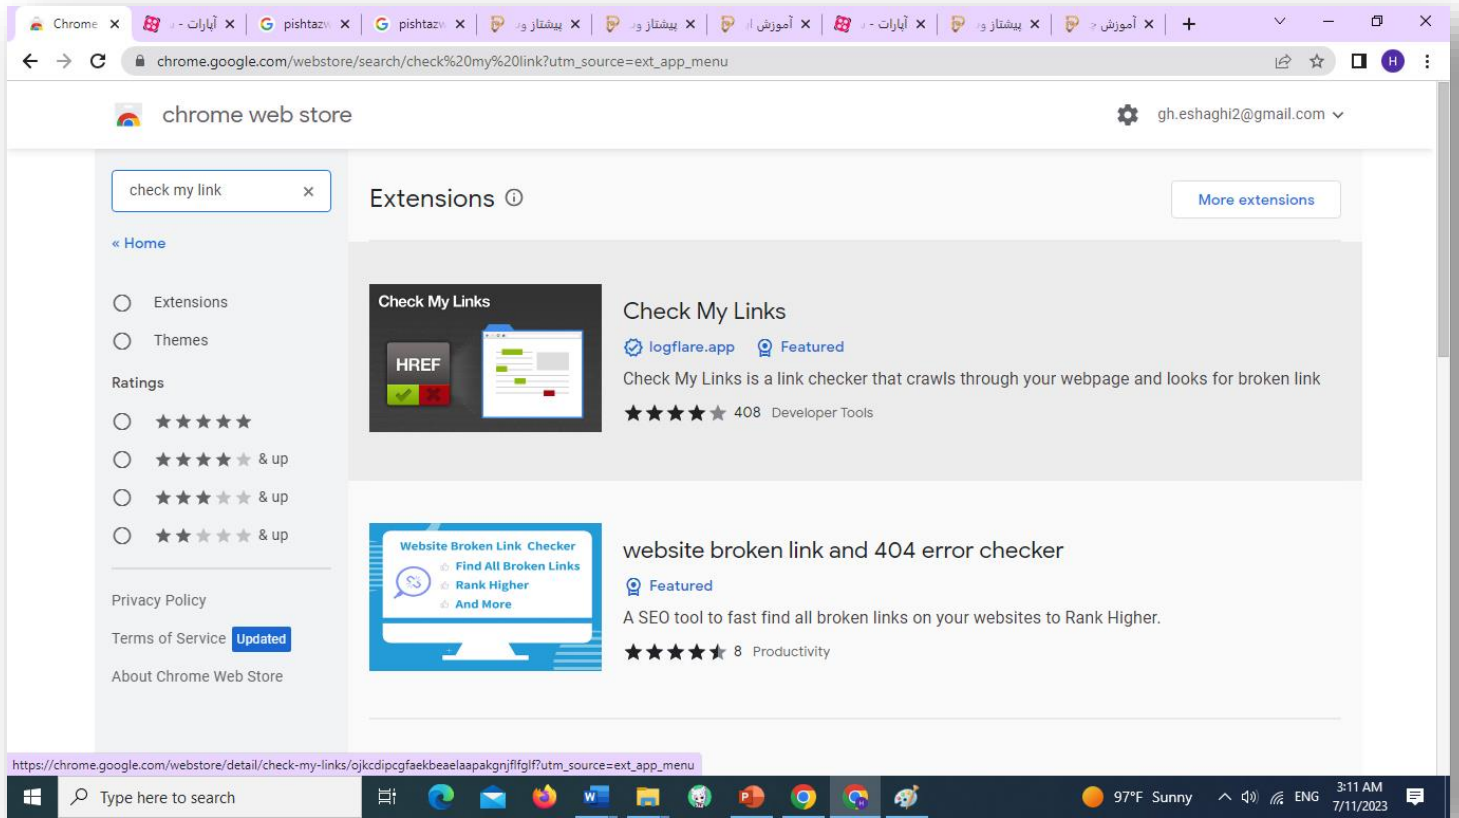 Chrome
آپارات -
pishtazw
pishtazw
پیشتاز
پیشتاز
آموزش
پیشتاز
آپارات -
پیشتاز
آموزش
chrome.google.com/webstore/search/check%20my%20link?utm_source=ext_app_menu
H
chrome web store
gh.eshaghi2@gmail.com
check my link
« Home
Extensions
Themes
Ratings
& up
& up
& up
Privacy Policy
Terms of Service Updated
About Chrome Web Store
Extensions
More extensions
Check My Links
HREF
Check My Links
logflare.app Featured
Check My Links is a link checker that crawls through your webpage and looks for broken link
408 Developer Tools
Website Broken Link Checker
Find All Broken Links
Rank Higher
And More
website broken link and 404 error checker
Featured
A SEO tool to fast find all broken links on your websites to Rank Higher.
8 Productivity
https://chrome.google.com/webstore/detail/check-my-links/ojkcdipcgfaekbeaelaapakgnjflfglf?utm_source=ext_app_menu
Type here to search
97°F Sunny
ENG
3:11 AM
7/11/2023